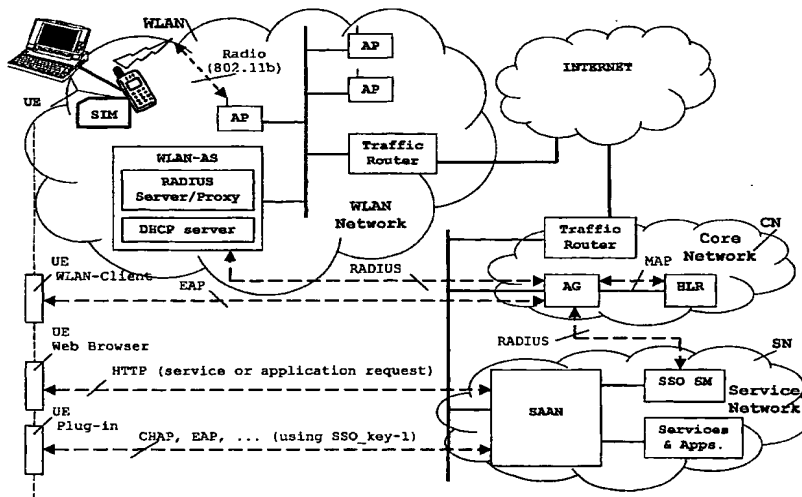 WLAN
Radio
(802.11b)
AP
AP
AP
UE
SIM
INTERNET
WLAN-AS
RADIUS
Server/Proxy
DHCP server
Traffic
Router
WLAN
Network
Traffic
Router
CN
Core
Network
UE
WLAN-Client
RADIUS
EAP
AG
MAP
HLR
RADIUS
UE
Web Browser
HTTP (service or application request)
SN
SAAN
SSO SM
Service
Network
UE
Plug-in
CHAP, EAP, ... (using SSO_key-1)
Services
& Apps.